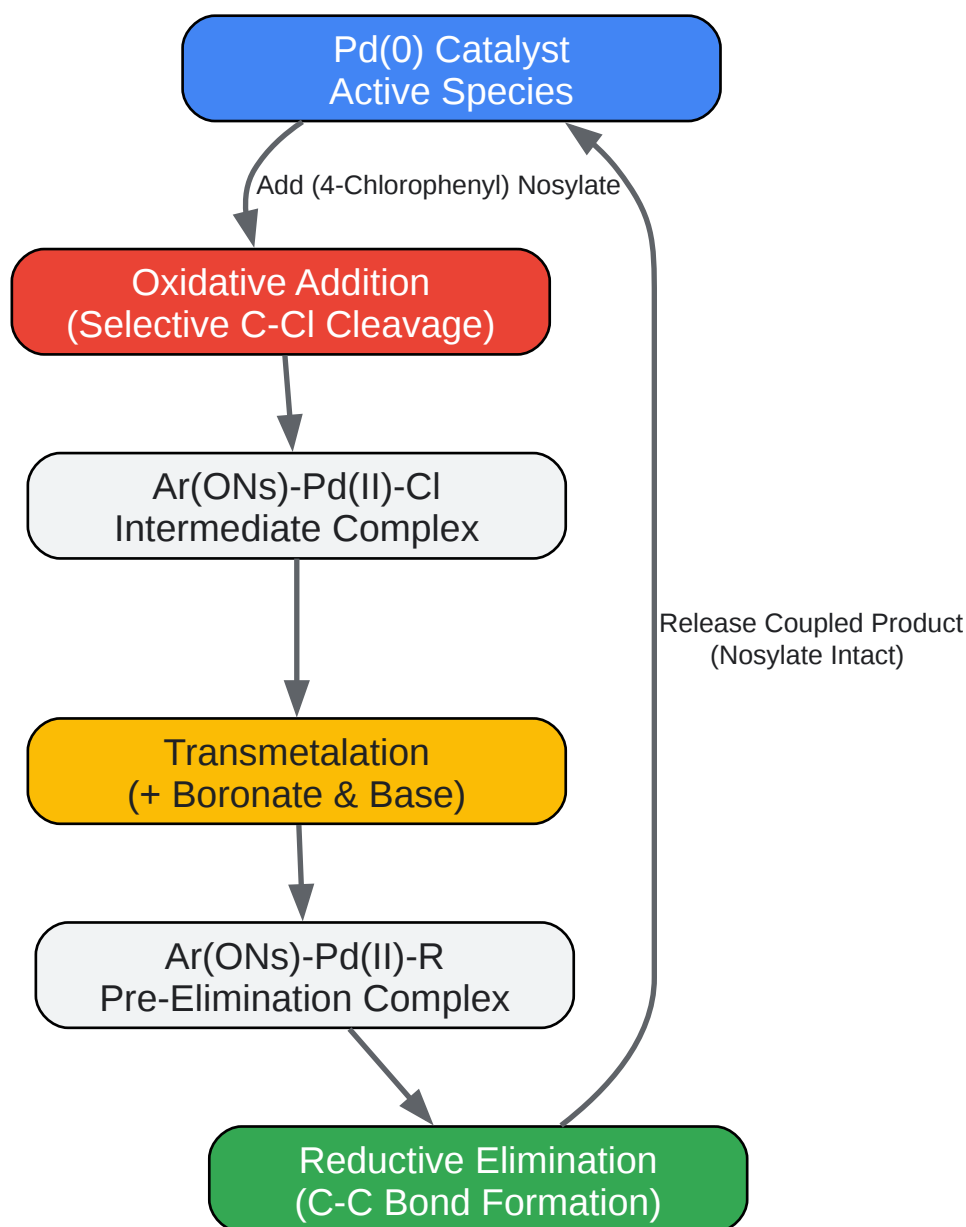 Pd(0) Catalyst
Active Species
Add (4-Chlorophenyl) Nosylate
Oxidative Addition
(Selective C-Cl Cleavage)
Ar(ONs)-Pd(II)-Cl
Intermediate Complex
Release Coupled Product
(Nosylate Intact)
Transmetalation
(+ Boronate & Base)
Ar(ONs)-Pd(II)-R
Pre-Elimination Complex
Reductive Elimination
(C-C Bond Formation)